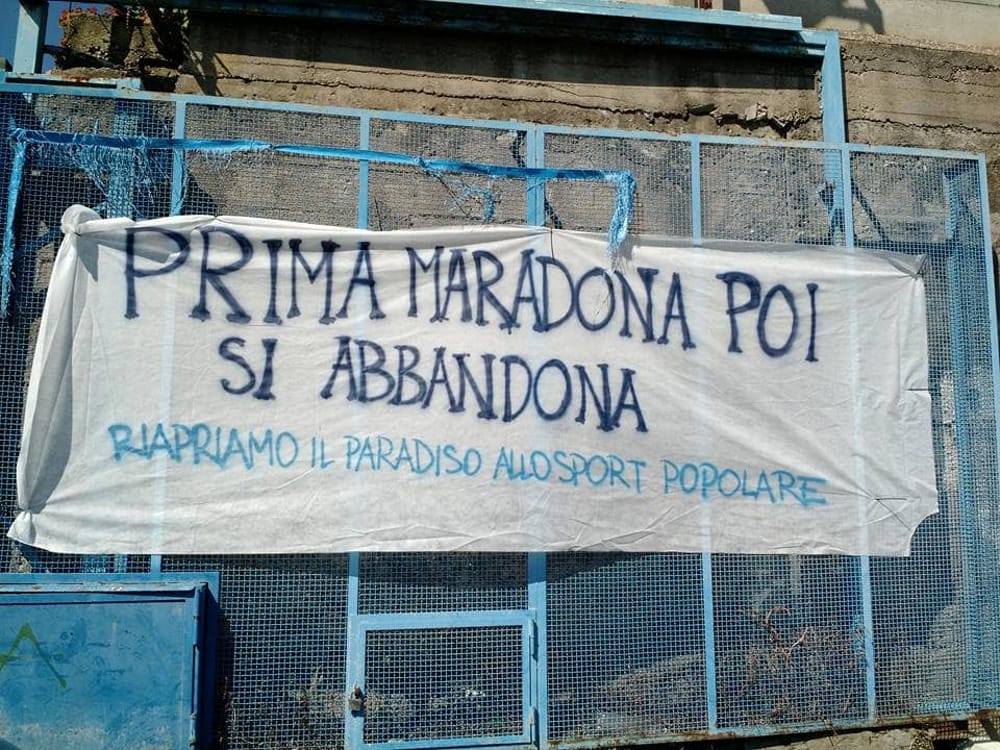 PRIMA MARADONA POI
SI ABBANDONA
RIAPRIAMO IL PARADISO ALLO SPORT POPOLARE